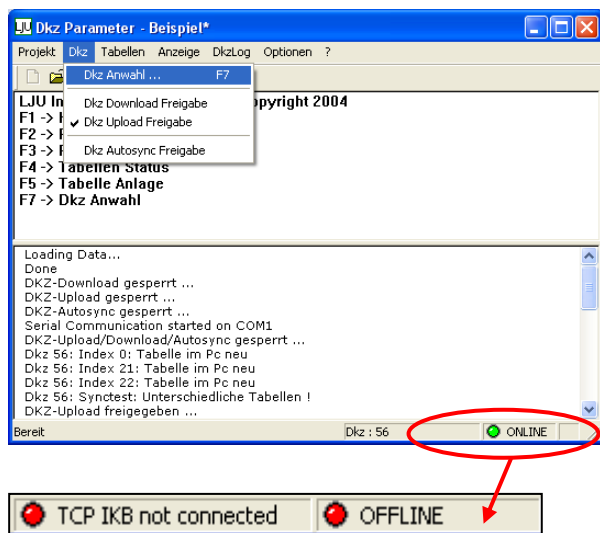 LJU Dkz Parameter - Beispiel*
Projekt Dkz Tabellen Anzeige DkzLog Optionen ?
Dkz Anwahl ... F7
Dkz Download Freigabe
Dkz Upload Freigabe
Dkz Autosync Freigabe
LJU In opyright 2004
F1 ->
F2 ->
F3 ->
F4 -> Tabellen Status
F5 -> Tabelle Anlage
F7 -> Dkz Anwahl
Loading Data...
Done
DKZ-Download gesperrt ...
DKZ-Upload gesperrt ...
DKZ-Autosync gesperrt ...
Serial Communication started on COM1
DKZ-Upload/Download/Autosync gesperrt ...
Dkz 56: Index 0: Tabelle im Pc neu
Dkz 56: Index 21: Tabelle im Pc neu
Dkz 56: Index 22: Tabelle im Pc neu
Dkz 56: Synctest: Unterschiedliche Tabellen !
DKZ-Upload freigegeben ...
Bereit Dkz : 56 ONLINE
TCP IKB not connected OFFLINE